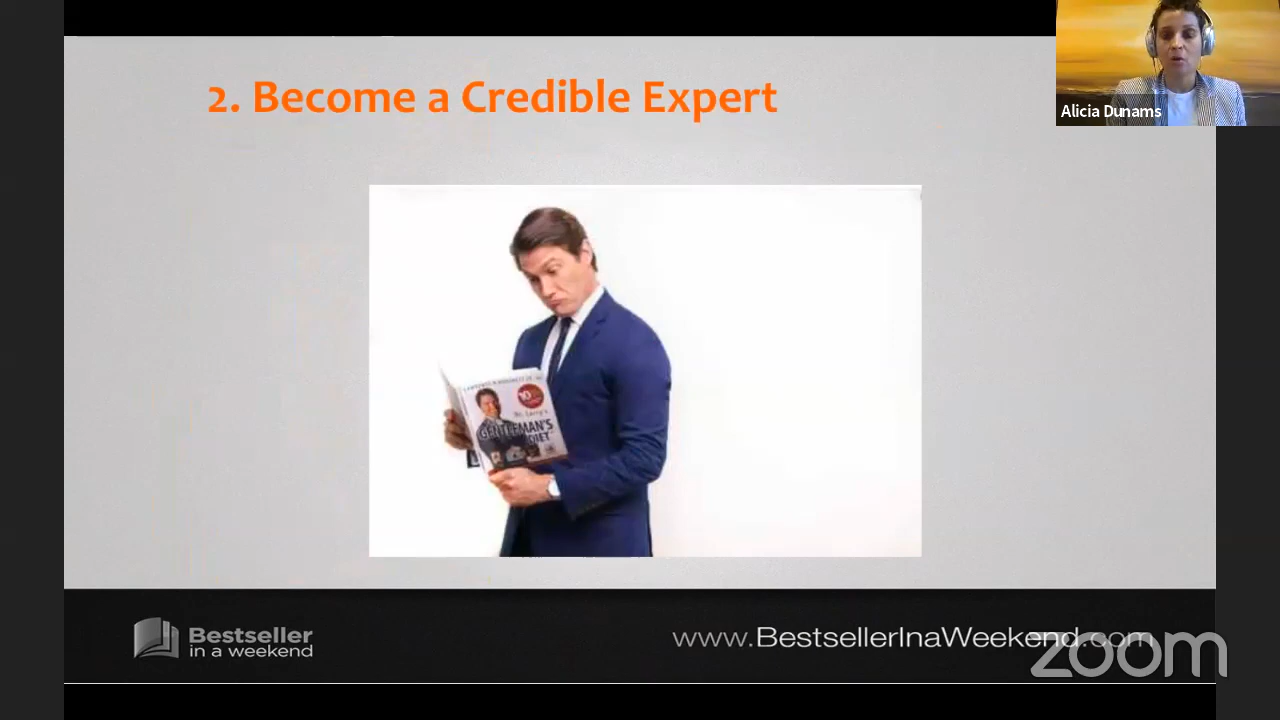 2. Become a Credible Expert
Alicia Dunams
GENTLEMAN'S
DIET
Bestseller
in a weekend
www.BestsellerInaWeekend.com
zoom